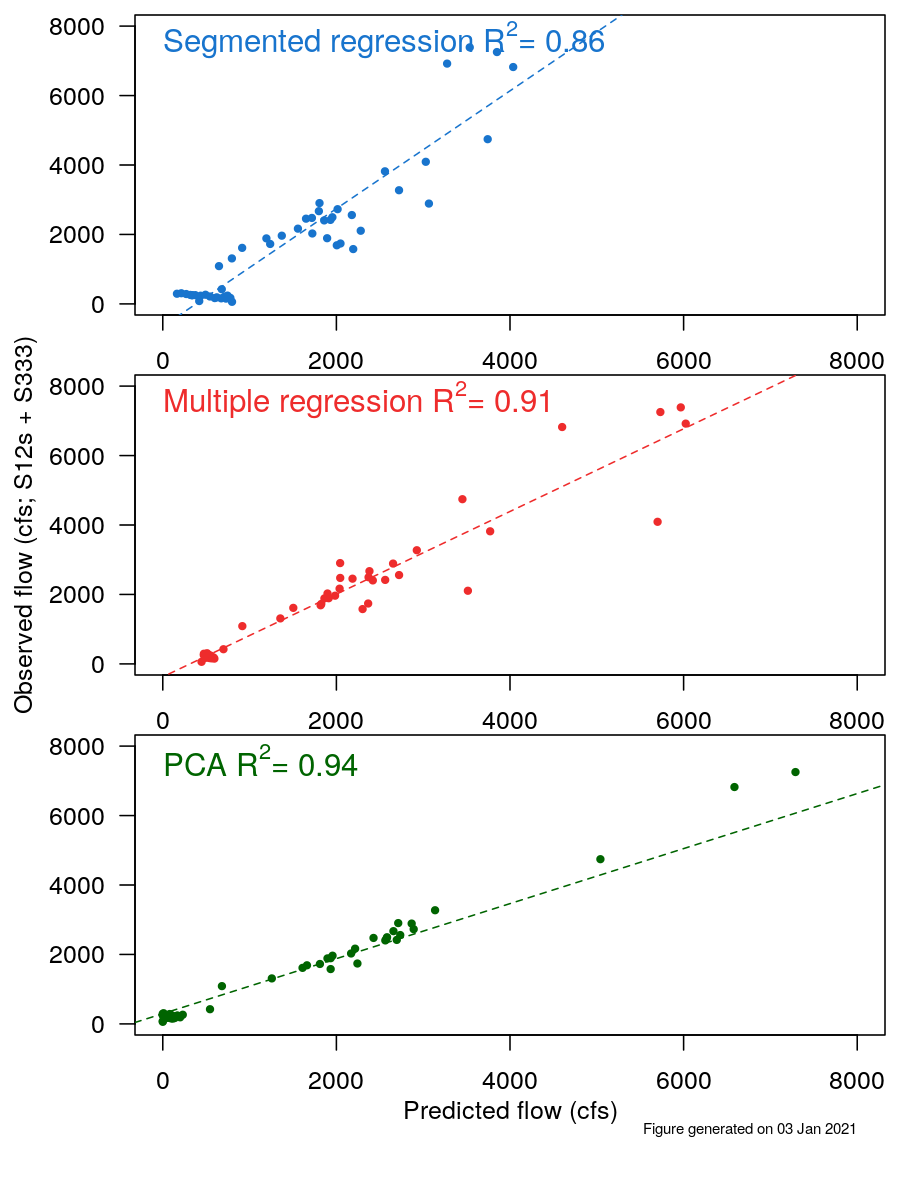 Observed flow (cfs; S12s + S333)
Segmented regression R2= 0.86
8000
6000
4000
2000
0
0 2000 4000 6000 8000
Multiple regression R2= 0.91
8000
6000
4000
2000
0
0 2000 4000 6000 8000
PCA R2= 0.94
8000
6000
4000
2000
0
0 2000 4000 6000 8000
Predicted flow (cfs)
Figure generated on 03 Jan 2021